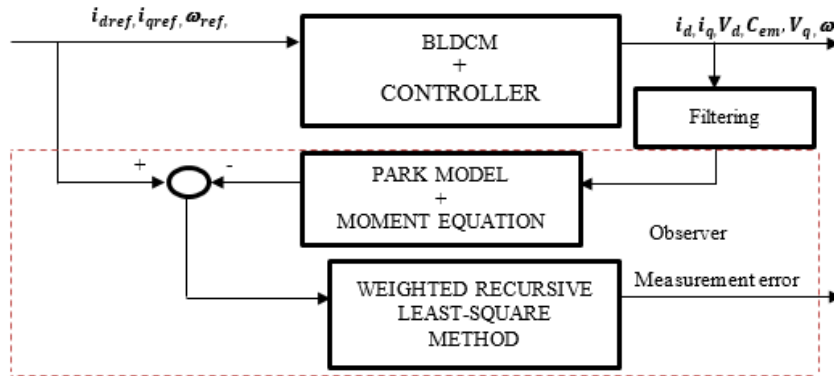 i_dref, i_qref, ω_ref,
i_d, i_q, V_d, C_em, V_q, ω
BLDCM
+
CONTROLLER
Filtering
+ -
PARK MODEL
+
MOMENT EQUATION
Observer
Measurement error
WEIGHTED RECURSIVE
LEAST-SQUARE
METHOD